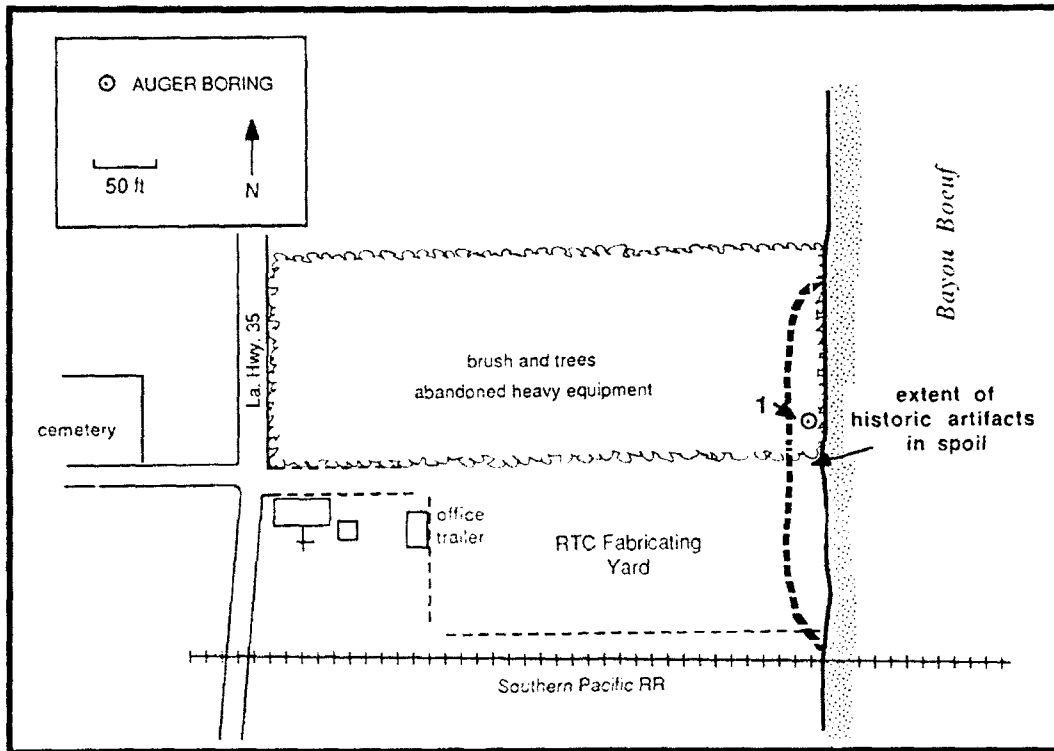 AUGER BORING
50 ft
N
Bayou Boeuf
La. Hwy. 35
brush and trees
abandoned heavy equipment
1
extent of
historic artifacts
in spoil
cemetery
office
trailer
RTC Fabricating
Yard
Southern Pacific RR